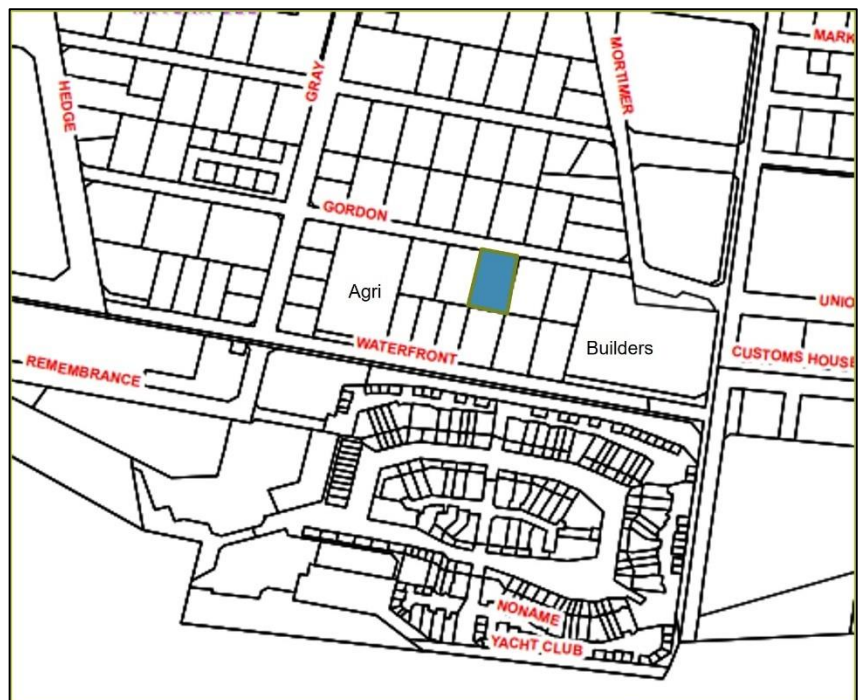 MARK
HEDGE
GRAY
MORTIMER
GORDON
Agri
UNIO
WATERFRONT
Builders
CUSTOMS HOUSE
REMEMBRANCE
NONAME
YACHT CLUB